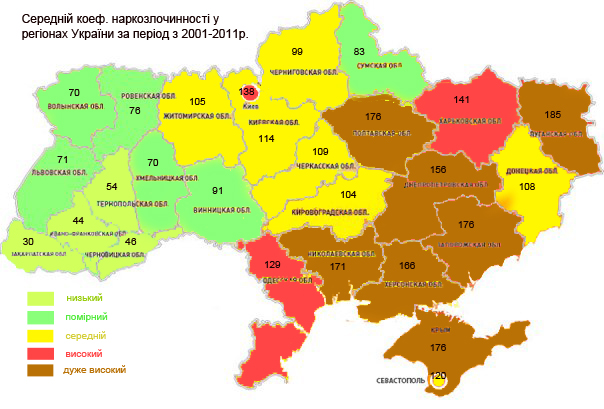 Середній коеф. наркозлочинності у
регіонах України за період з 2001-2011р.
99
83
ЧЕРНИГОВСКАЯ ОБЛ.
СУМСКАЯ ОБЛ.
70
ВОЛЫНСКАЯ ОБЛ.
РОВЕНСКАЯ ОБЛ.
76
105
ЖИТОМИРСКАЯ ОБЛ.
138
Киев
КИЕВСКАЯ ОБЛ.
114
176
ПОЛТАВСКАЯ ОБЛ.
141
ХАРЬКОВСКАЯ ОБЛ.
185
ЛУГАНСКАЯ ОБЛ.
71
ЛЬВОВСКАЯ ОБЛ.
70
ХМЕЛЬНИЦКАЯ ОБЛ.
109
ЧЕРКАССКАЯ ОБЛ.
156
ДНЕПРОПЕТРОВСКАЯ ОБЛ.
ДОНЕЦКАЯ ОБЛ.
108
54
ТЕРНОПОЛЬСКАЯ ОБЛ.
91
ВИННИЦКАЯ ОБЛ.
104
КИРОВОГРАДСКАЯ ОБЛ.
44
ИВАНО-ФРАНКОВСКАЯ ОБЛ.
30
ЗАКАРПАТСКАЯ ОБЛ.
46
ЧЕРНОВИЦКАЯ ОБЛ.
176
ЗАПОРОЖСКАЯ ОБЛ.
129
ОДЕССКАЯ ОБЛ.
НИКОЛАЕВСКАЯ ОБЛ.
171
166
ХЕРСОНСКАЯ ОБЛ.
низький
помірний
середній
високий
дуже високий
КРЫМ
176
СЕВАСТОПОЛЬ
120